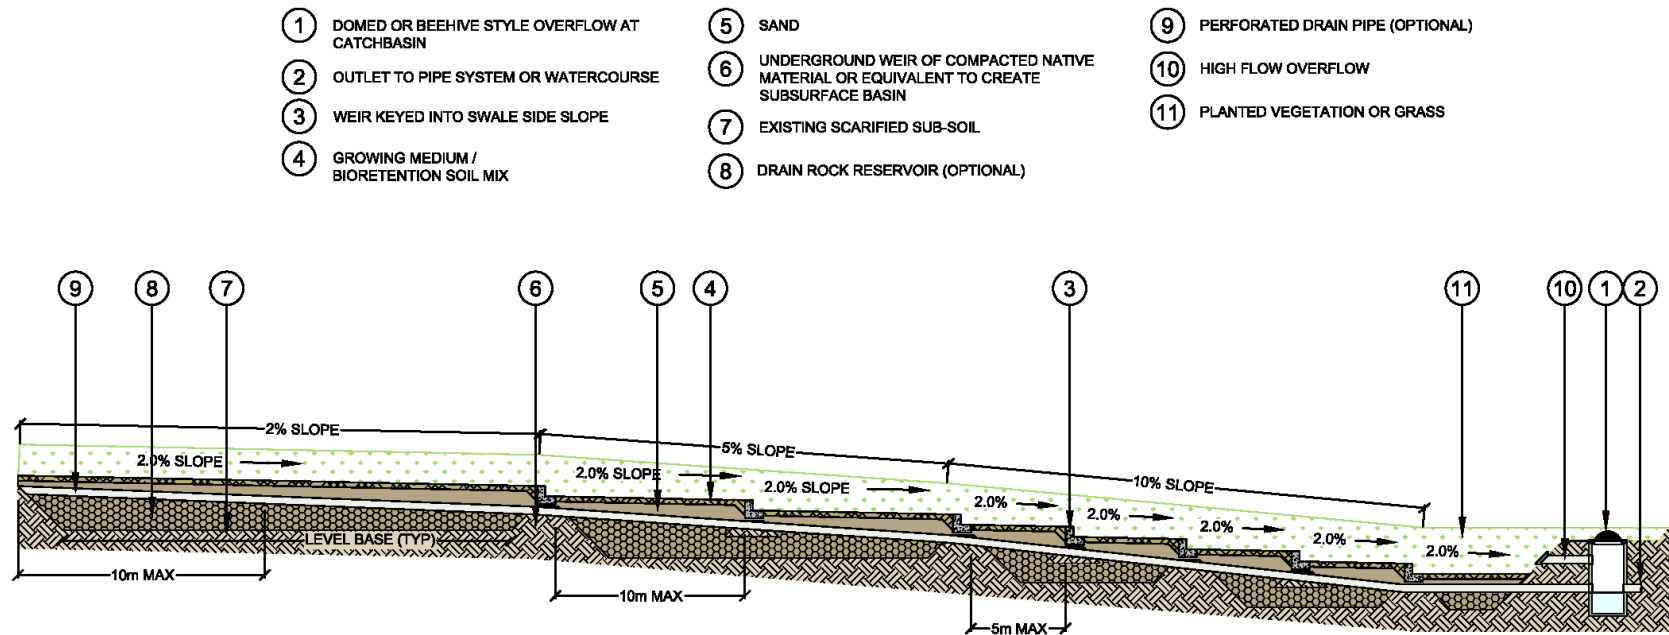 1 DOMED OR BEEHIVE STYLE OVERFLOW AT
CATCHBASIN
2 OUTLET TO PIPE SYSTEM OR WATERCOURSE
3 WEIR KEYED INTO SWALE SIDE SLOPE
4 GROWING MEDIUM /
BIORETENTION SOIL MIX
5 SAND
6 UNDERGROUND WEIR OF COMPACTED NATIVE
MATERIAL OR EQUIVALENT TO CREATE
SUBSURFACE BASIN
7 EXISTING SCARIFIED SUB-SOIL
8 DRAIN ROCK RESERVOIR (OPTIONAL)
9 PERFORATED DRAIN PIPE (OPTIONAL)
10 HIGH FLOW OVERFLOW
11 PLANTED VEGETATION OR GRASS
9 8 7 6 5 4 3 11 10 1 2
2% SLOPE
5% SLOPE
10% SLOPE
2.0% SLOPE
2.0% SLOPE
2.0% SLOPE
2.0%
2.0%
2.0%
2.0%
2.0%
LEVEL BASE (TYP)
10m MAX
10m MAX
5m MAX